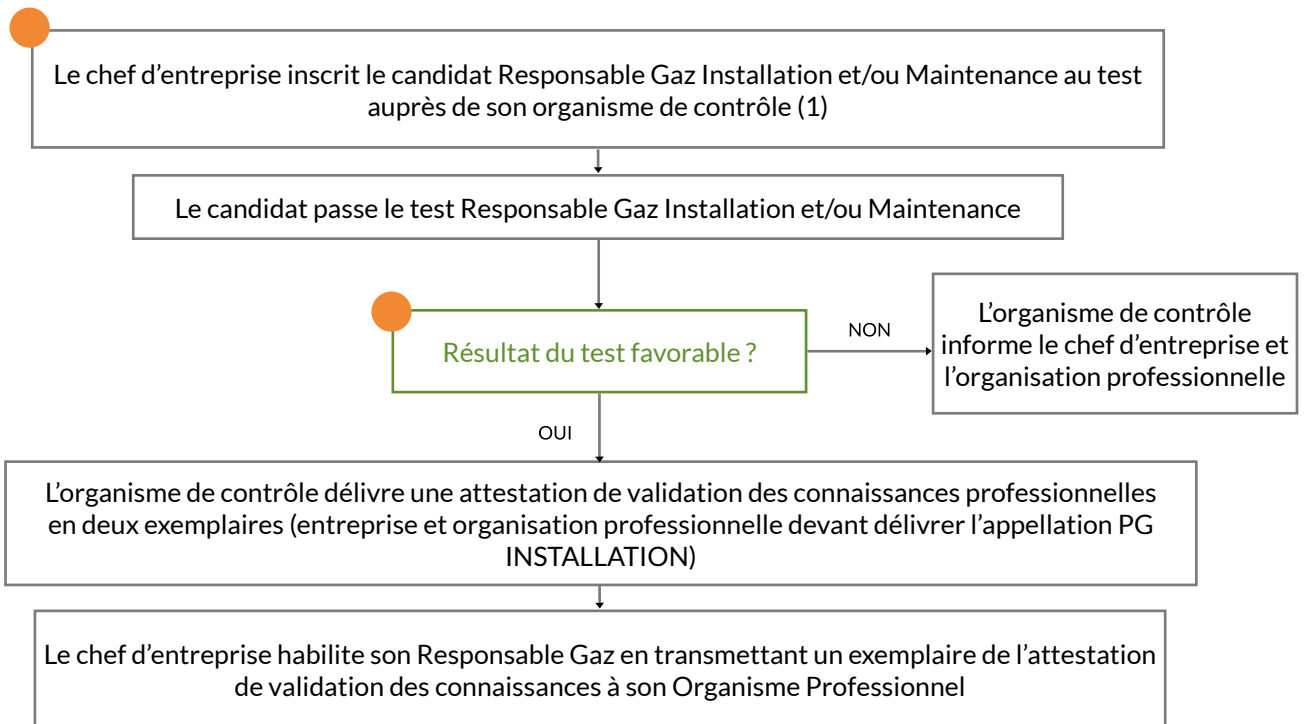 Le chef d’entreprise inscrit le candidat Responsable Gaz Installation et/ou Maintenance au test
auprès de son organisme de contrôle (1)
Le candidat passe le test Responsable Gaz Installation et/ou Maintenance
Résultat du test favorable ?
NON
L’organisme de contrôle
informe le chef d’entreprise et
l’organisation professionnelle
OUI
L’organisme de contrôle délivre une attestation de validation des connaissances professionnelles
en deux exemplaires (entreprise et organisation professionnelle devant délivrer l’appellation PG
INSTALLATION)
Le chef d’entreprise habilite son Responsable Gaz en transmettant un exemplaire de l’attestation
de validation des connaissances à son Organisme Professionnel